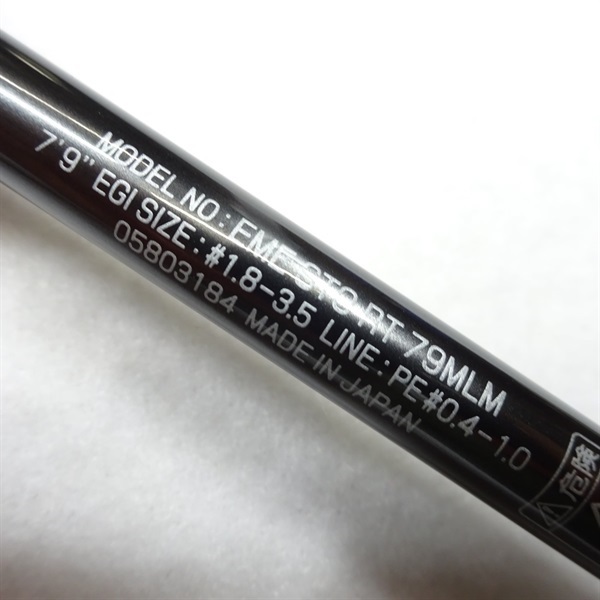 MODEL NO : EME STC RT 79MLM
7'9" EGI SIZE : #1.8-3.5 LINE : PE#0.4-1.0
05803184 MADE IN JAPAN
危険